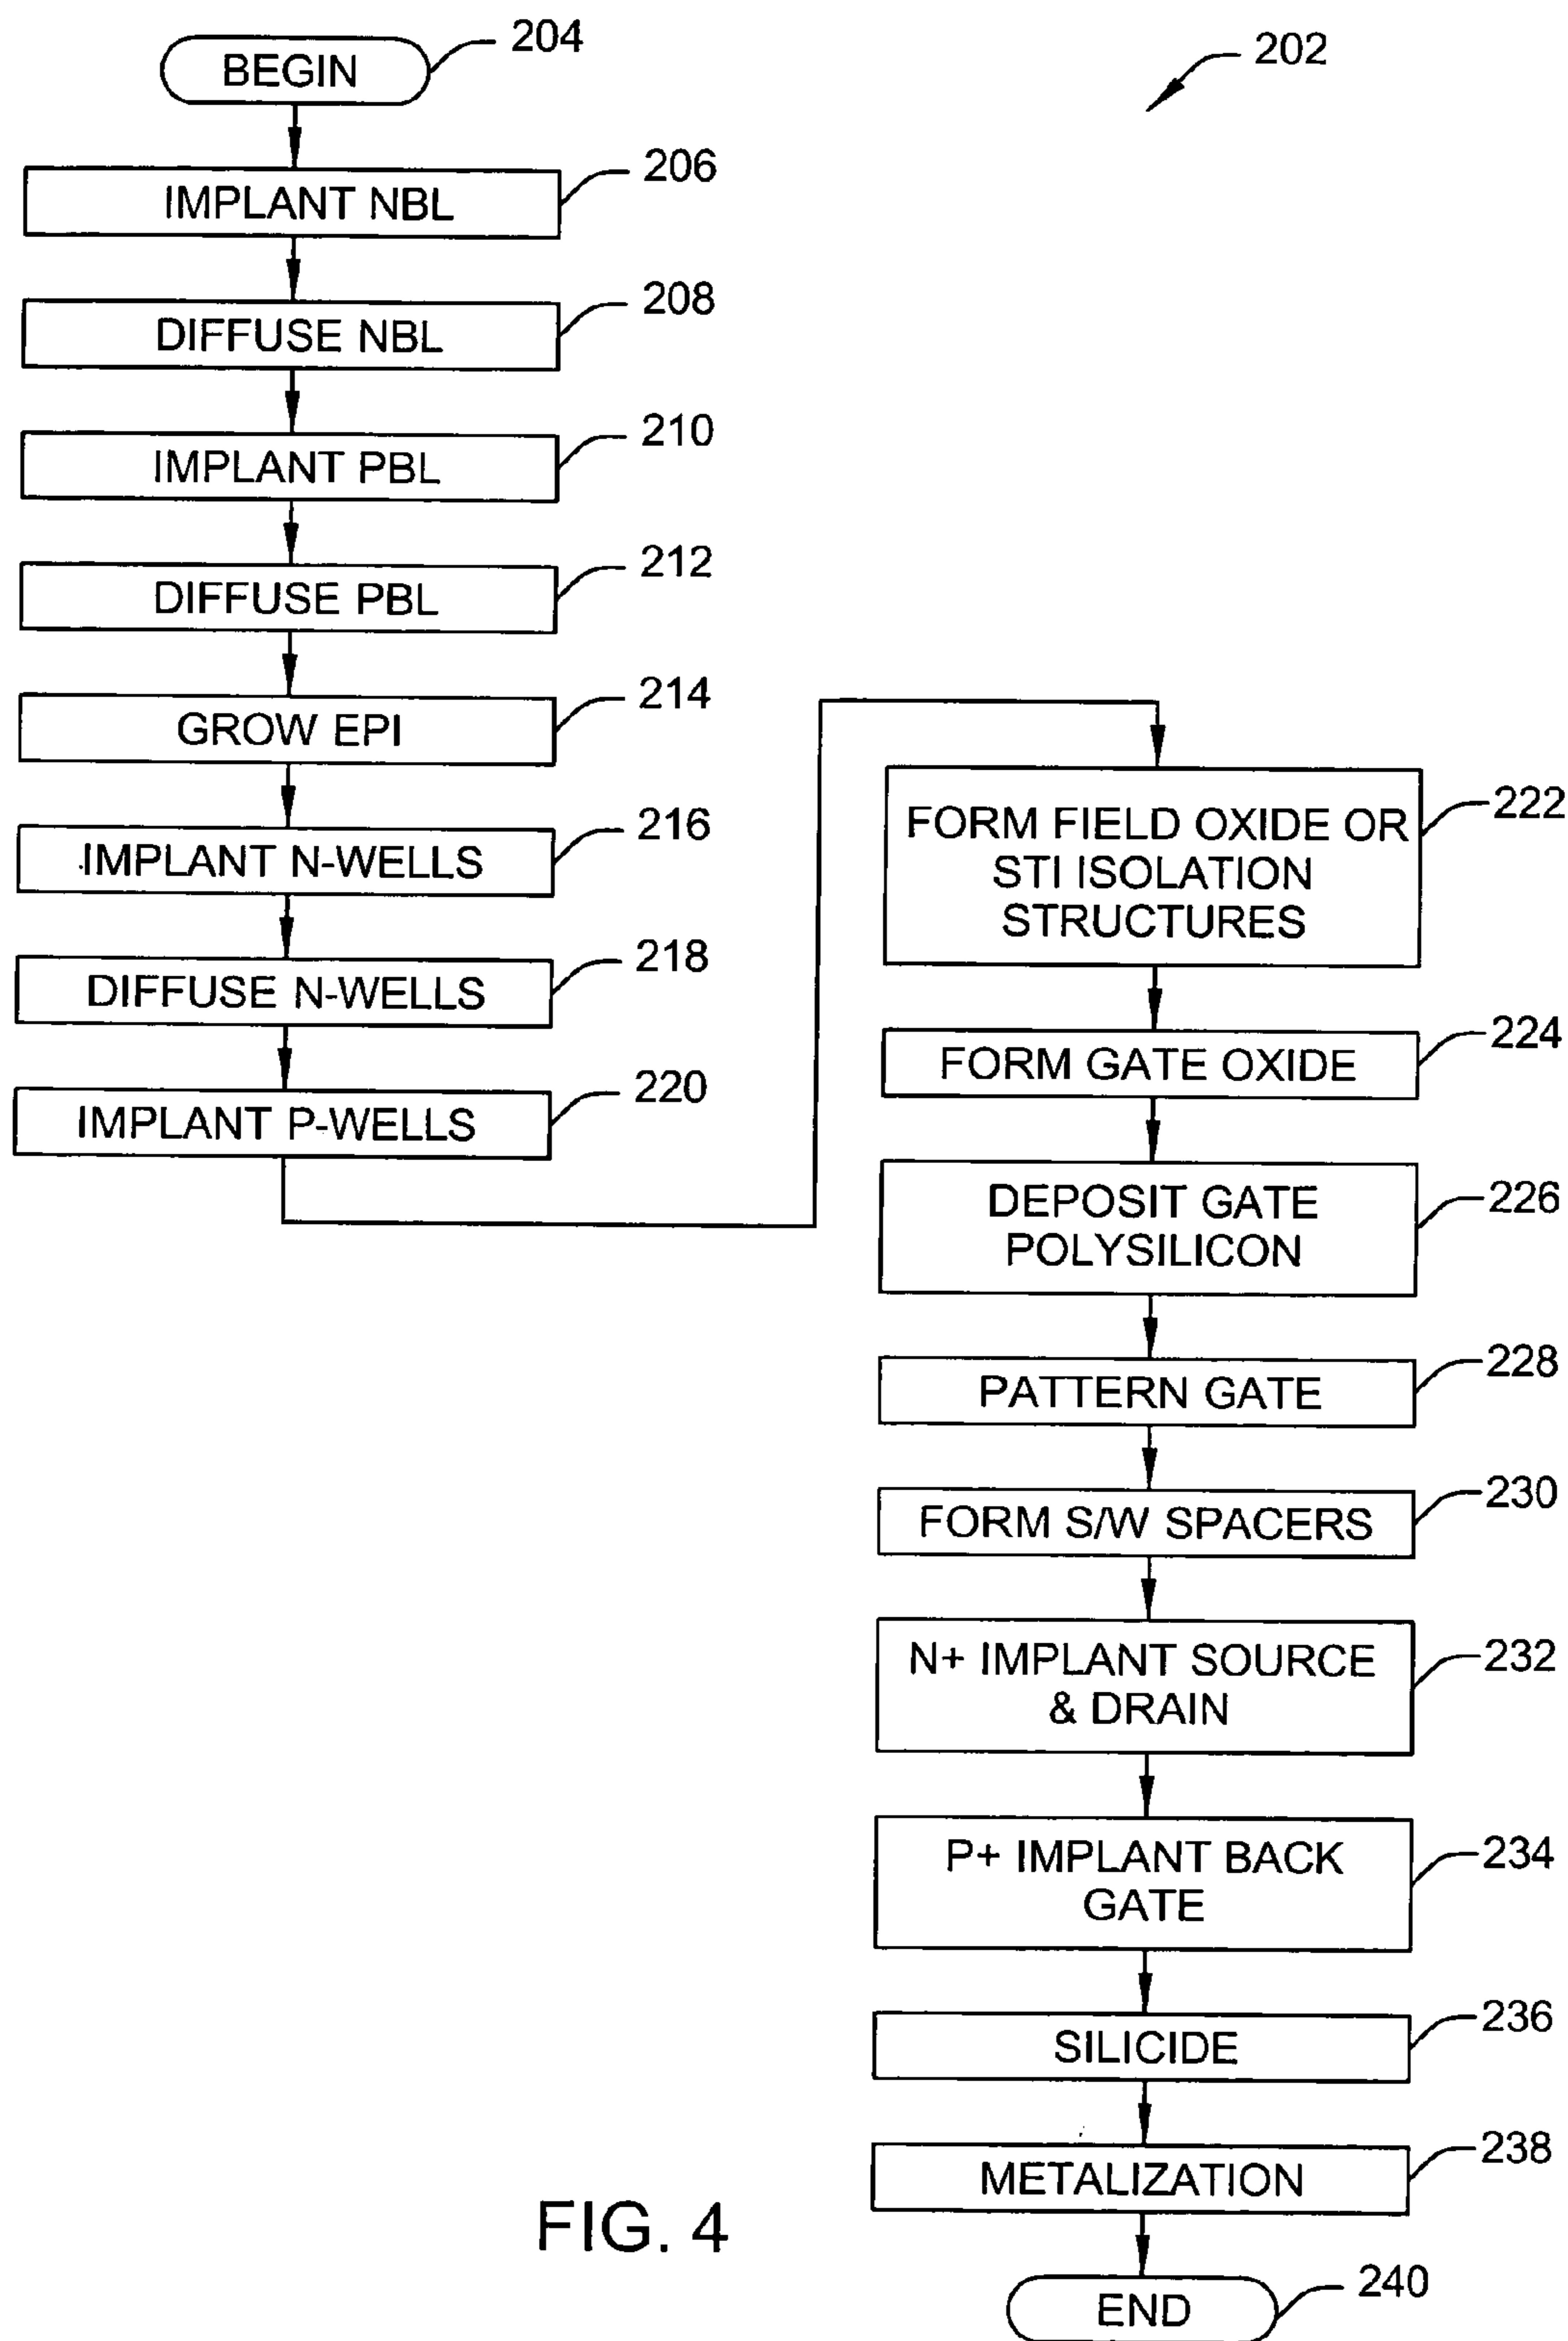 202
BEGIN
204
IMPLANT NBL
206
DIFFUSE NBL
208
IMPLANT PBL
210
DIFFUSE PBL
212
GROW EPI
214
IMPLANT N-WELLS
216
DIFFUSE N-WELLS
218
IMPLANT P-WELLS
220
FORM FIELD OXIDE OR
STI ISOLATION
STRUCTURES
222
FORM GATE OXIDE
224
DEPOSIT GATE
POLYSILICON
226
PATTERN GATE
228
FORM S/W SPACERS
230
N+ IMPLANT SOURCE
& DRAIN
232
P+ IMPLANT BACK
GATE
234
SILICIDE
236
METALIZATION
238
END
240
FIG. 4